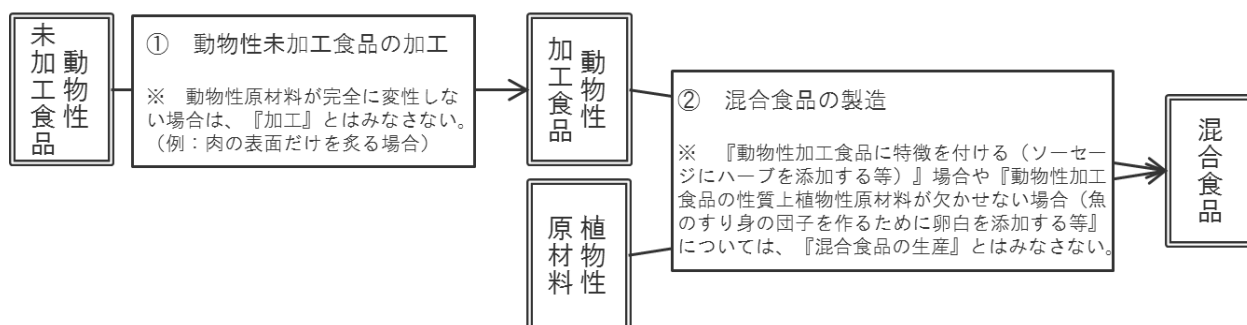 動物性
未加工食品
① 動物性未加工食品の加工
※ 動物性原材料が完全に変性しな
い場合は、『加工』とはみなさない。
（例：肉の表面だけを炙る場合）
動物性
加工食品
植物性
原材料
② 混合食品の製造
※ 『動物性加工食品に特徴を付ける（ソーセー
ジにハーブを添加する等）』場合や『動物性加工
食品の性質上植物性原材料が欠かせない場合（魚
のすり身の団子を作るために卵白を添加する等』
については、『混合食品の生産』とはみなさない。
混合食品